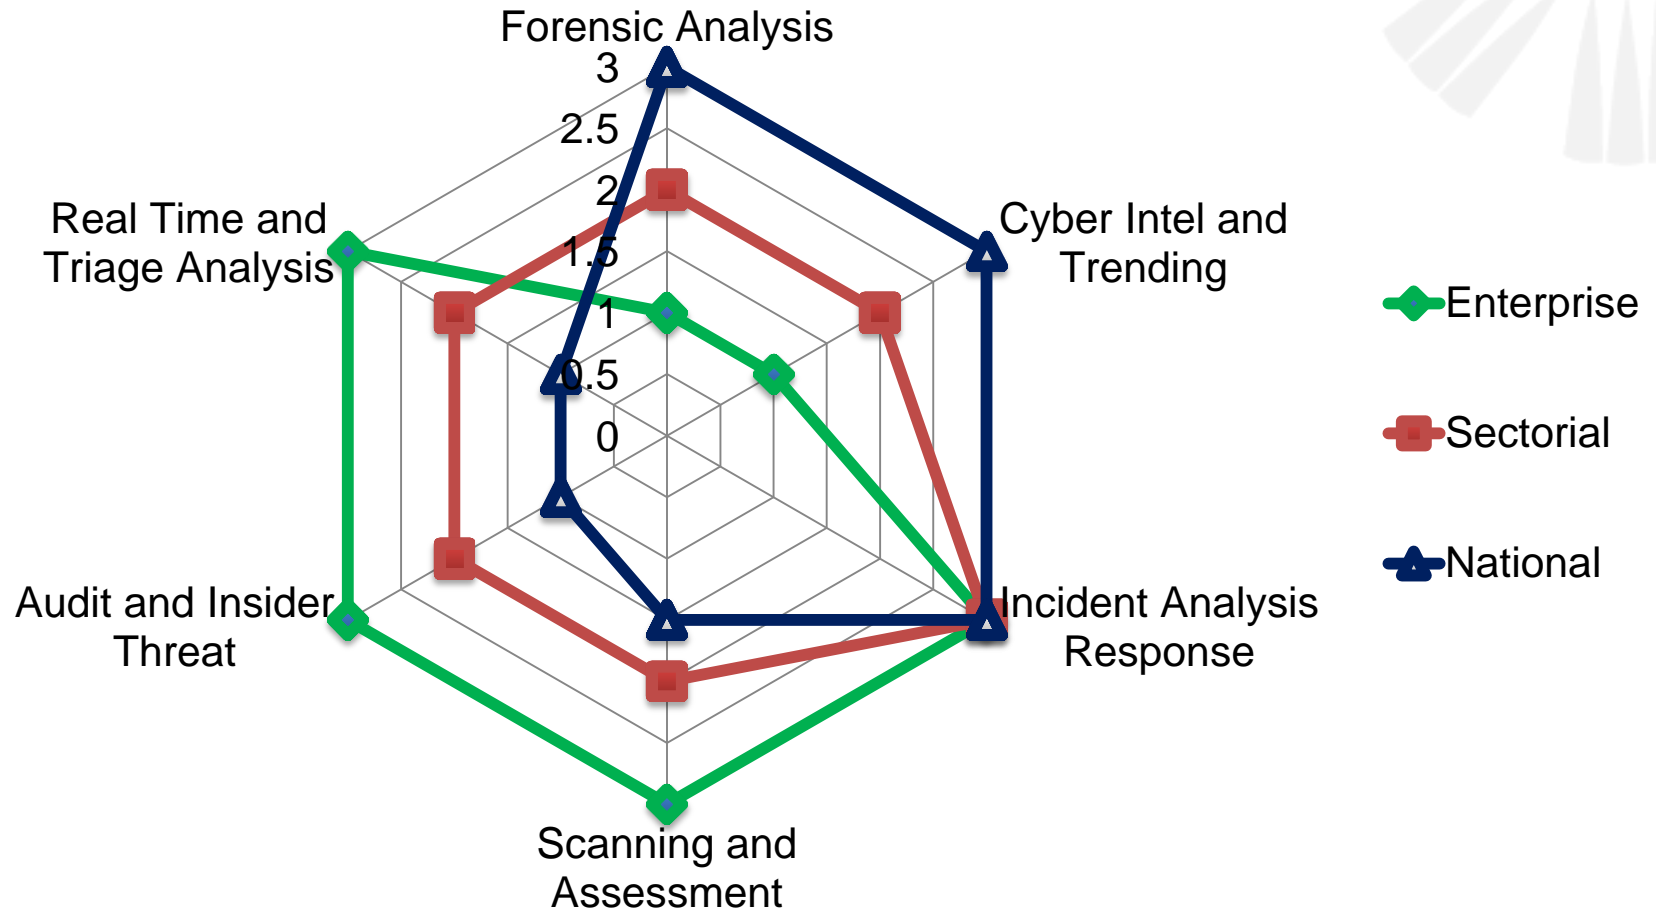 Forensic Analysis
3
2.5
2
1.5
1
0.5
0
Real Time and
Triage Analysis
Cyber Intel and
Trending
Audit and Insider
Threat
Incident Analysis
Response
Scanning and
Assessment
Enterprise
Sectorial
National